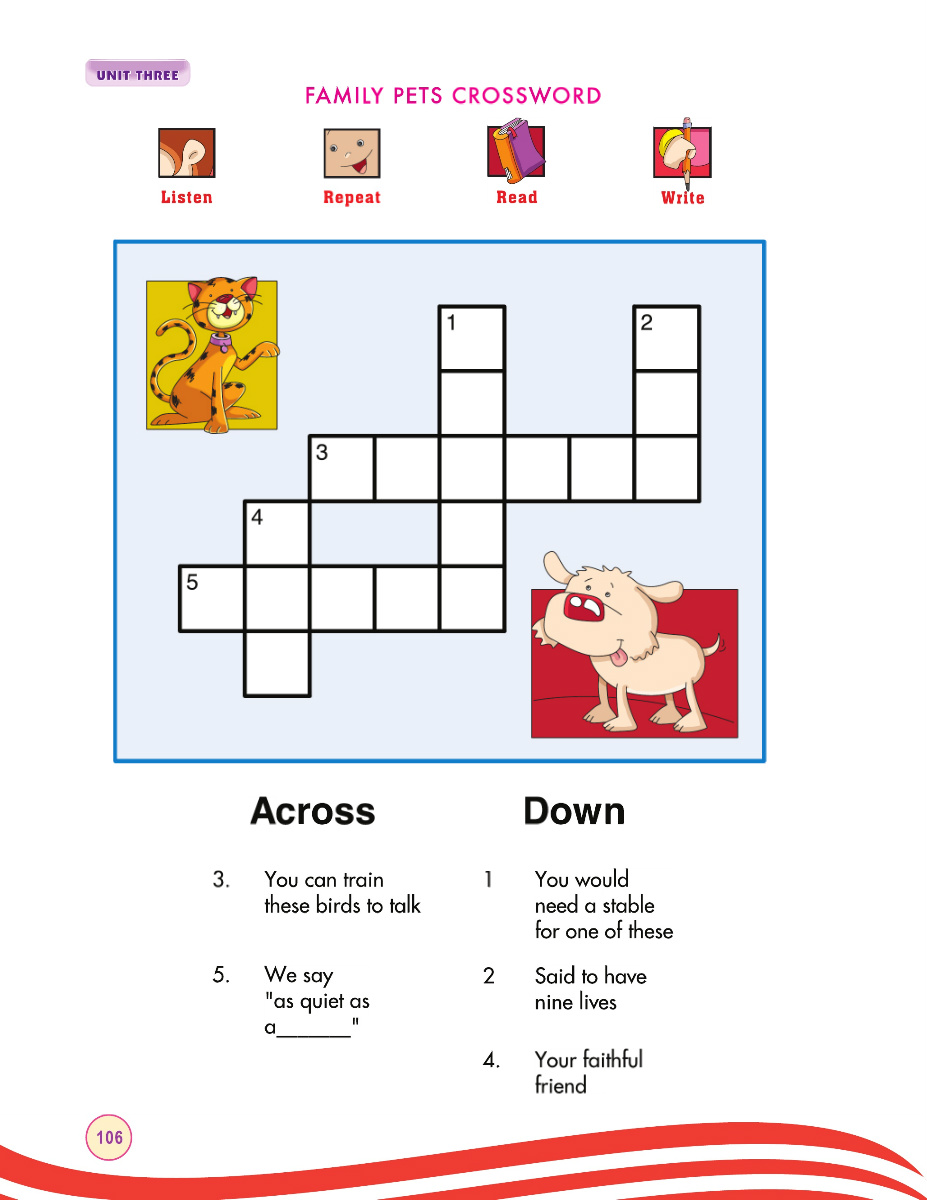 UNIT THREE
FAMILY PETS CROSSWORD
Listen
Repeat
Read
Write
1
2
3
4
5
Across
3. You can train
these birds to talk
5. We say
"as quiet as
a_______"
Down
1 You would
need a stable
for one of these
2 Said to have
nine lives
4. Your faithful
friend
106